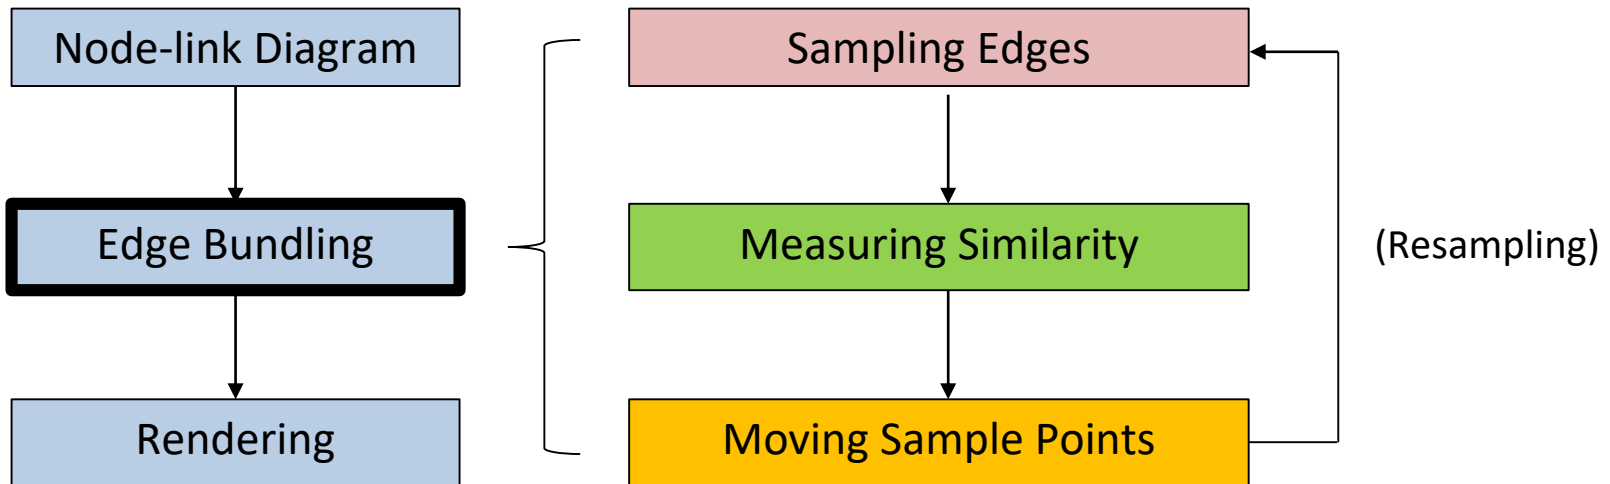 Node-link Diagram
Edge Bundling
Rendering
Sampling Edges
Measuring Similarity
Moving Sample Points
(Resampling)